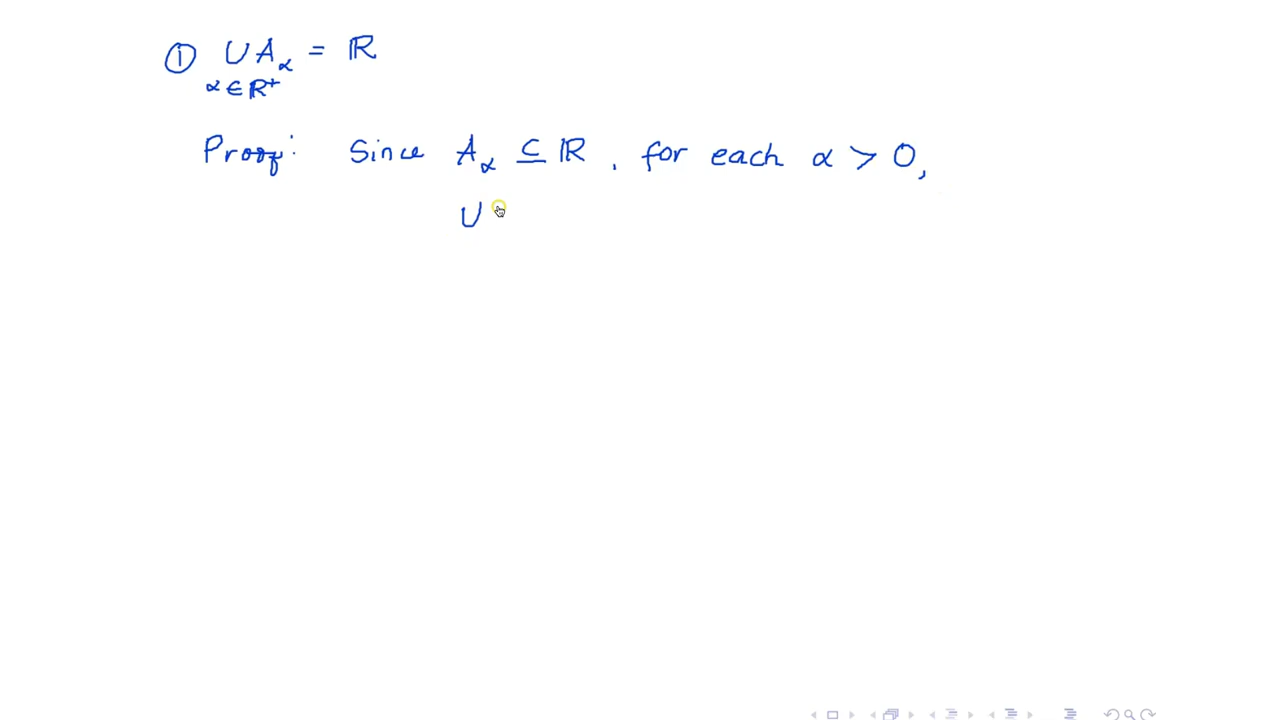 ① ∪ A_α = ℝ
α ∈ ℝ⁺
Proof: Since A_α ⊆ ℝ, for each α > 0,
∪